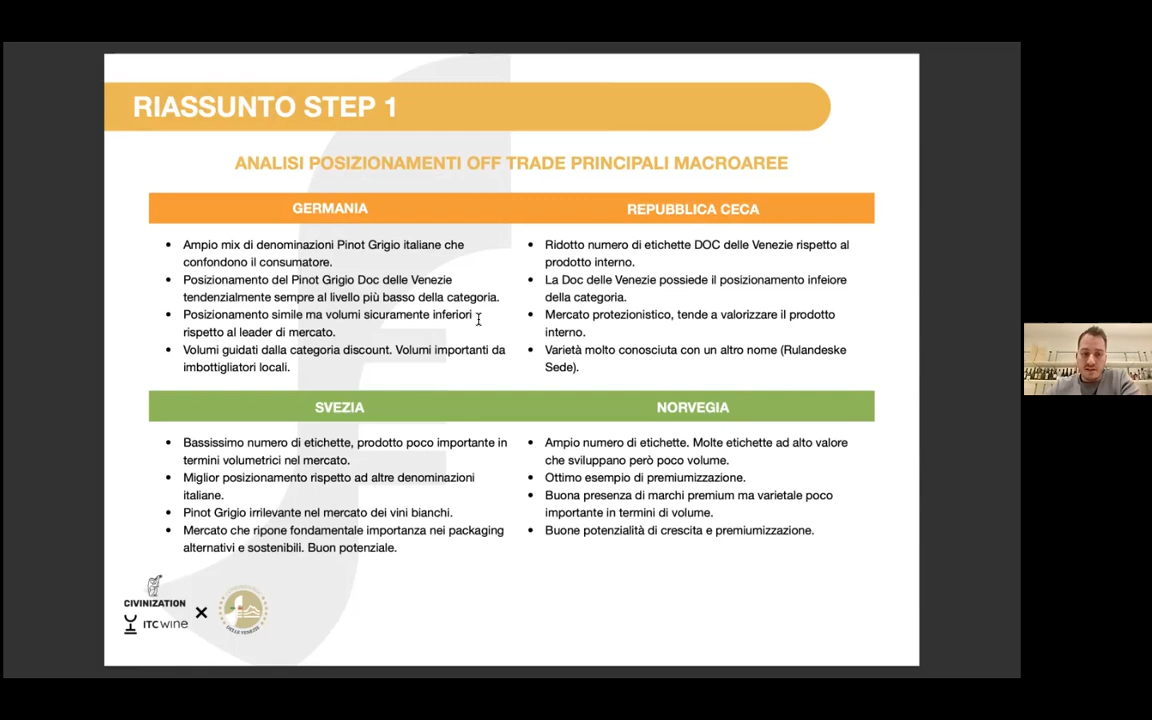 RIASSUNTO STEP 1
ANALISI POSIZIONAMENTI OFF TRADE PRINCIPALI MACROAREE
GERMANIA
• Ampio mix di denominazioni Pinot Grigio italiane che
confondono il consumatore.
• Posizionamento del Pinot Grigio Doc delle Venezie
tendenzialmente sempre al livello più basso della categoria.
• Posizionamento simile ma volumi sicuramente inferiori
rispetto al leader di mercato.
• Volumi guidati dalla categoria discount. Volumi importanti da
imbottigliatori locali.
REPUBBLICA CECA
• Ridotto numero di etichette DOC delle Venezie rispetto al
prodotto interno.
• La Doc delle Venezie possiede il posizionamento infeiore
della categoria.
• Mercato protezionistico, tende a valorizzare il prodotto
interno.
• Varietà molto conosciuta con un altro nome (Rulandeske
Sede).
SVEZIA
• Bassissimo numero di etichette, prodotto poco importante in
termini volumetrici nel mercato.
• Miglior posizionamento rispetto ad altre denominazioni
italiane.
• Pinot Grigio irrilevante nel mercato dei vini bianchi.
• Mercato che ripone fondamentale importanza nei packaging
alternativi e sostenibili. Buon potenziale.
NORVEGIA
• Ampio numero di etichette. Molte etichette ad alto valore
che sviluppano però poco volume.
• Ottimo esempio di premiumizzazione.
• Buona presenza di marchi premium ma varietale poco
importante in termini di volume.
• Buone potenzialità di crescita e premiumizzazione.
CIVINIZATION
ITC WINE
X
DELLE VENEZIE